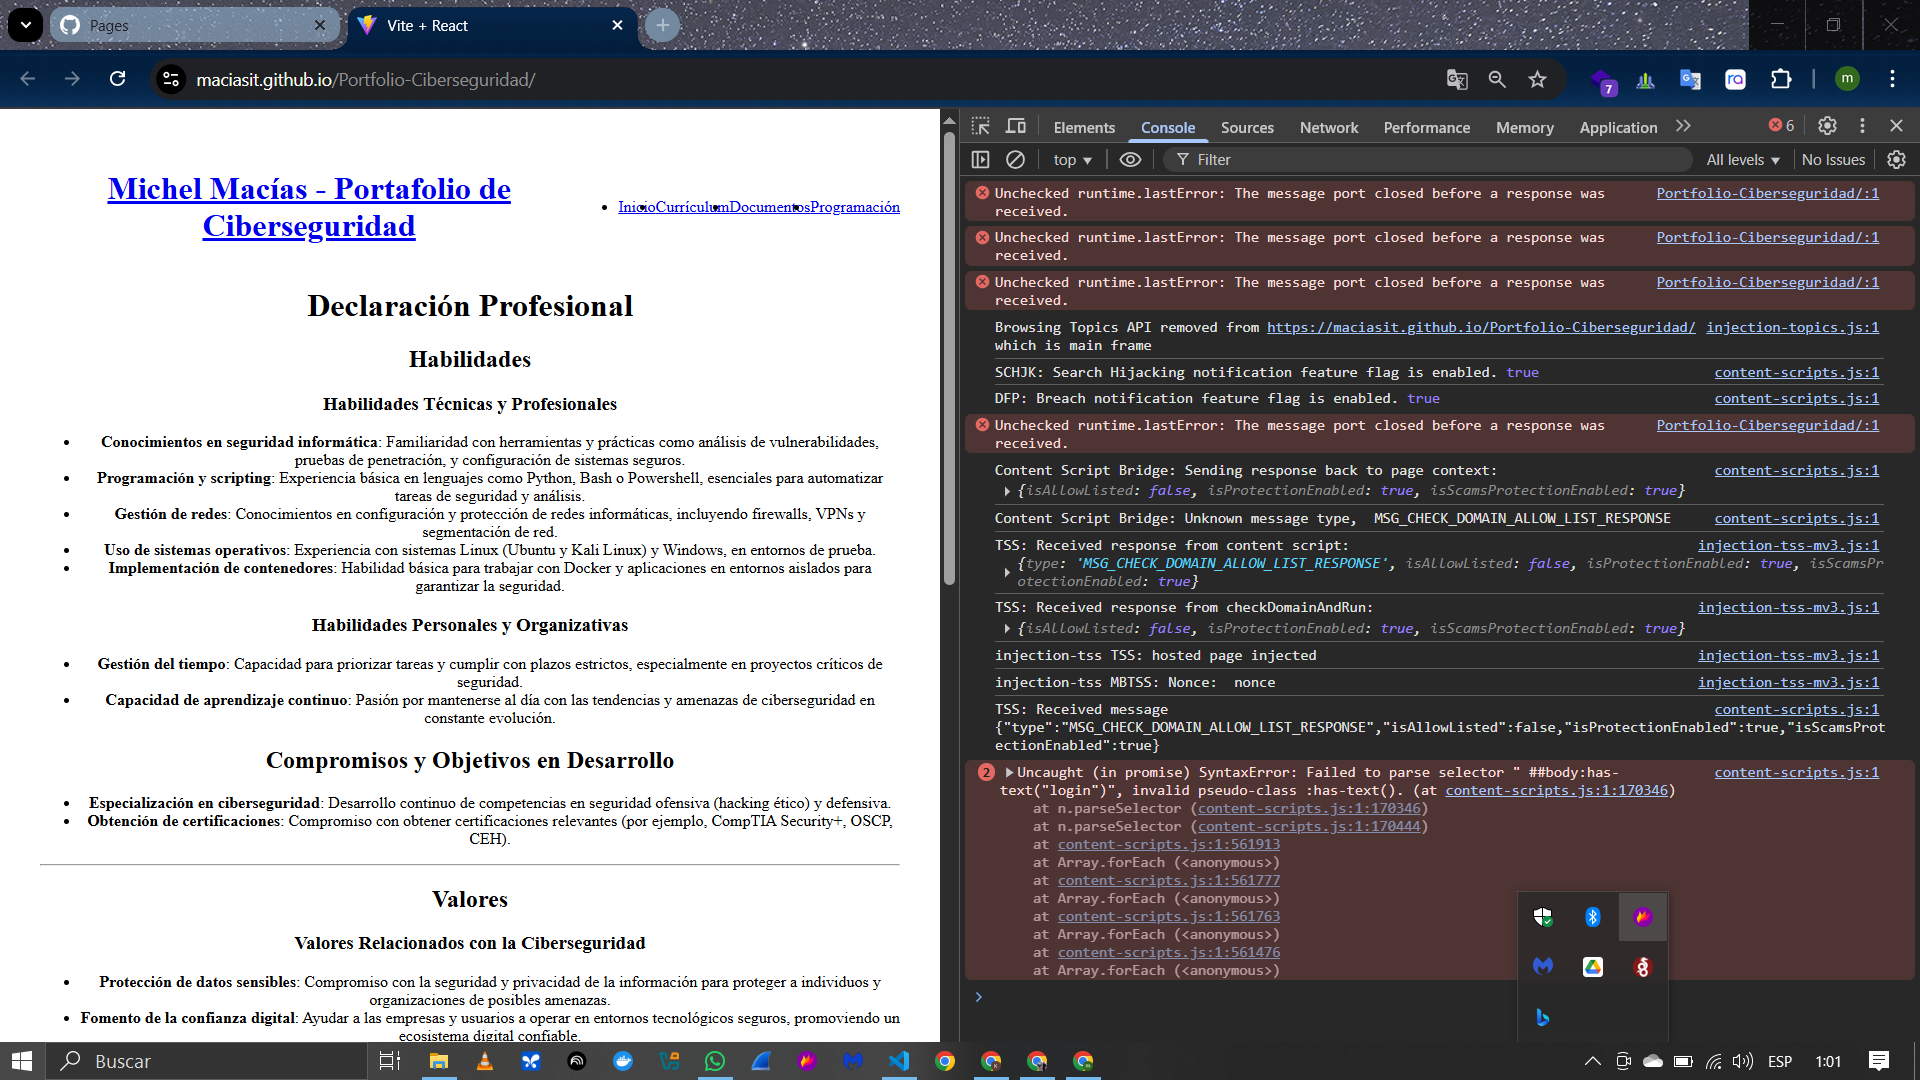 Pages
Vite + React
maciasit.github.io/Portfolio-Ciberseguridad/
7
m
Michel Macías - Portafolio de
Ciberseguridad
InicioCurrículumDocumentosProgramación
Declaración Profesional
Habilidades
Habilidades Técnicas y Profesionales
Conocimientos en seguridad informática: Familiaridad con herramientas y prácticas como análisis de vulnerabilidades,
pruebas de penetración, y configuración de sistemas seguros.
Programación y scripting: Experiencia básica en lenguajes como Python, Bash o Powershell, esenciales para automatizar
tareas de seguridad y análisis.
Gestión de redes: Conocimientos en configuración y protección de redes informáticas, incluyendo firewalls, VPNs y
segmentación de red.
Uso de sistemas operativos: Experiencia con sistemas Linux (Ubuntu y Kali Linux) y Windows, en entornos de prueba.
Implementación de contenedores: Habilidad básica para trabajar con Docker y aplicaciones en entornos aislados para
garantizar la seguridad.
Habilidades Personales y Organizativas
Gestión del tiempo: Capacidad para priorizar tareas y cumplir con plazos estrictos, especialmente en proyectos críticos de
seguridad.
Capacidad de aprendizaje continuo: Pasión por mantenerse al día con las tendencias y amenazas de ciberseguridad en
constante evolución.
Compromisos y Objetivos en Desarrollo
Especialización en ciberseguridad: Desarrollo continuo de competencias en seguridad ofensiva (hacking ético) y defensiva.
Obtención de certificaciones: Compromiso con obtener certificaciones relevantes (por ejemplo, CompTIA Security+, OSCP,
CEH).
Valores
Valores Relacionados con la Ciberseguridad
Protección de datos sensibles: Compromiso con la seguridad y privacidad de la información para proteger a individuos y
organizaciones de posibles amenazas.
Fomento de la confianza digital: Ayudar a las empresas y usuarios a operar en entornos tecnológicos seguros, promoviendo un
ecosistema digital confiable.
Elements Console Sources Network Performance Memory Application 6
top Filter All levels No Issues
Unchecked runtime.lastError: The message port closed before a response was Portfolio-Ciberseguridad/:1
received.
Unchecked runtime.lastError: The message port closed before a response was Portfolio-Ciberseguridad/:1
received.
Unchecked runtime.lastError: The message port closed before a response was Portfolio-Ciberseguridad/:1
received.
Browsing Topics API removed from https://maciasit.github.io/Portfolio-Ciberseguridad/ injection-topics.js:1
which is main frame
SCHJK: Search Hijacking notification feature flag is enabled. true content-scripts.js:1
DFP: Breach notification feature flag is enabled. true content-scripts.js:1
Unchecked runtime.lastError: The message port closed before a response was Portfolio-Ciberseguridad/:1
received.
Content Script Bridge: Sending response back to page context: content-scripts.js:1
{isAllowListed: false, isProtectionEnabled: true, isScamsProtectionEnabled: true}
Content Script Bridge: Unknown message type, MSG_CHECK_DOMAIN_ALLOW_LIST_RESPONSE content-scripts.js:1
TSS: Received response from content script: injection-tss-mv3.js:1
{type: 'MSG_CHECK_DOMAIN_ALLOW_LIST_RESPONSE', isAllowListed: false, isProtectionEnabled: true, isScamsPr
otectionEnabled: true}
TSS: Received response from checkDomainAndRun: injection-tss-mv3.js:1
{isAllowListed: false, isProtectionEnabled: true, isScamsProtectionEnabled: true}
injection-tss TSS: hosted page injected injection-tss-mv3.js:1
injection-tss MBTSS: Nonce: nonce injection-tss-mv3.js:1
TSS: Received message injection-tss-mv3.js:1
{"type":"MSG_CHECK_DOMAIN_ALLOW_LIST_RESPONSE","isAllowListed":false,"isProtectionEnabled":true,"isScamsProt
ectionEnabled":true}
2 Uncaught (in promise) SyntaxError: Failed to parse selector " ##body:has- content-scripts.js:1
text("login")", invalid pseudo-class :has-text(). (at content-scripts.js:1:170346)
at n.parseSelector (content-scripts.js:1:170346)
at n.parseSelector (content-scripts.js:1:170444)
at content-scripts.js:1:561913
at Array.forEach (<anonymous>)
at content-scripts.js:1:561777
at Array.forEach (<anonymous>)
at content-scripts.js:1:561763
at Array.forEach (<anonymous>)
at content-scripts.js:1:561476
at Array.forEach (<anonymous>)
Buscar
ESP
1:01